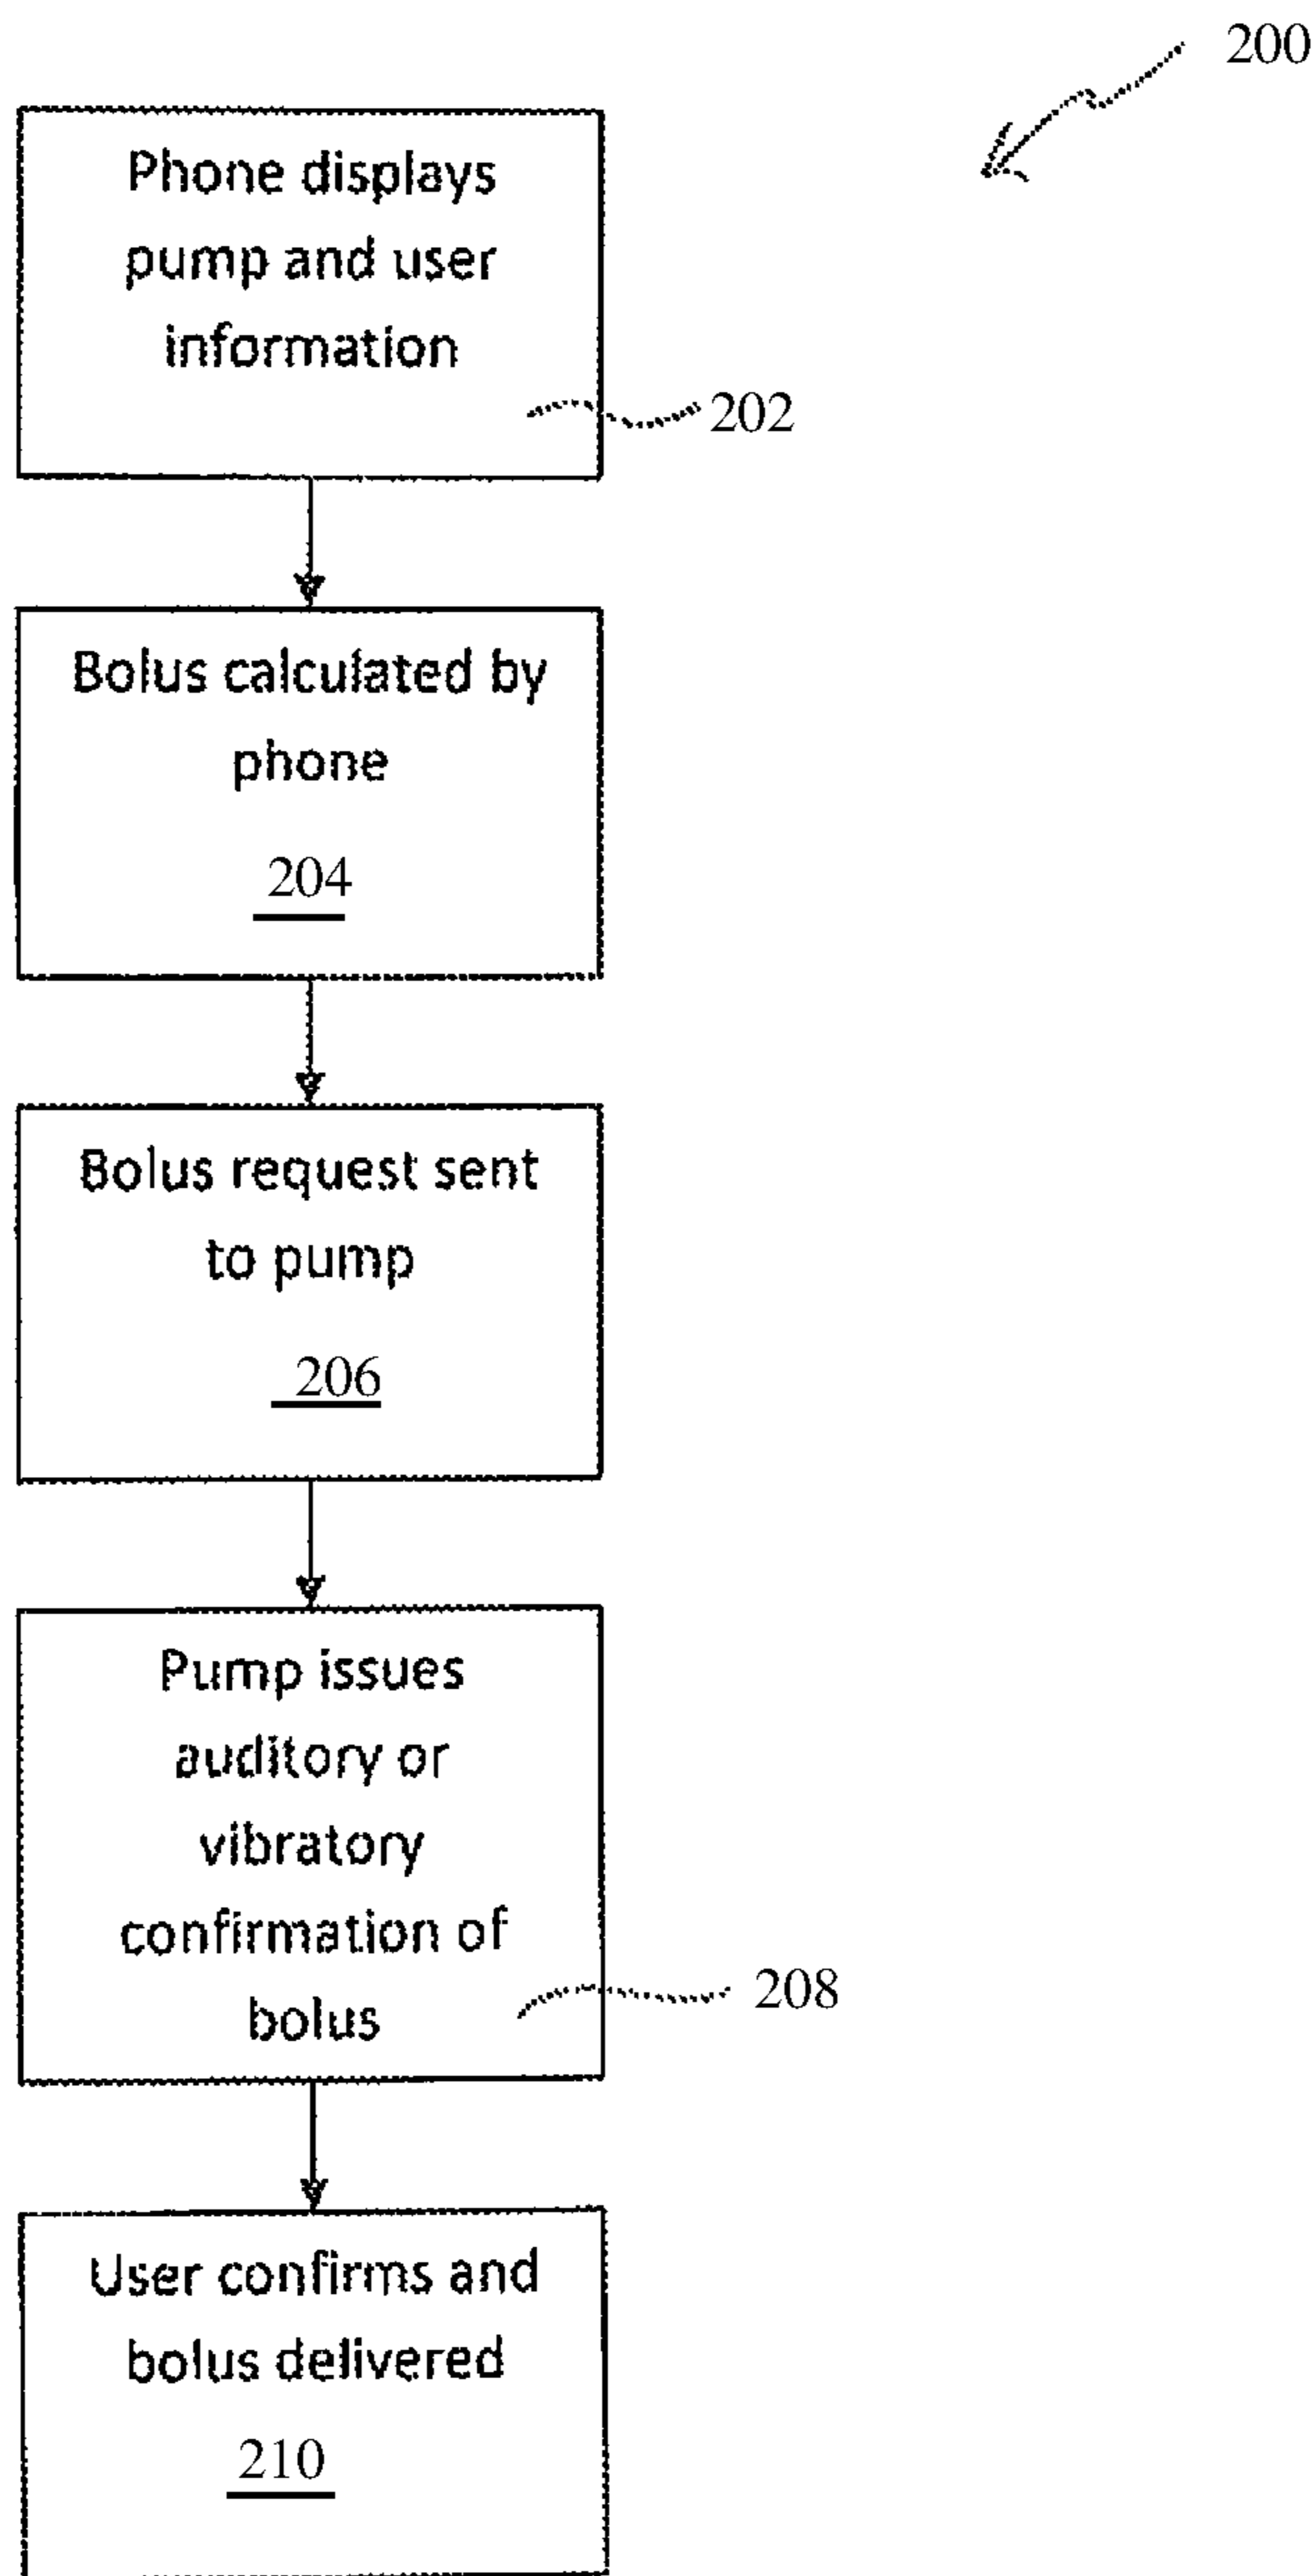 200
Phone displays
pump and user
information
202
Bolus calculated by
phone
204
Bolus request sent
to pump
206
Pump issues
auditory or
vibratory
confirmation of
bolus
208
User confirms and
bolus delivered
210